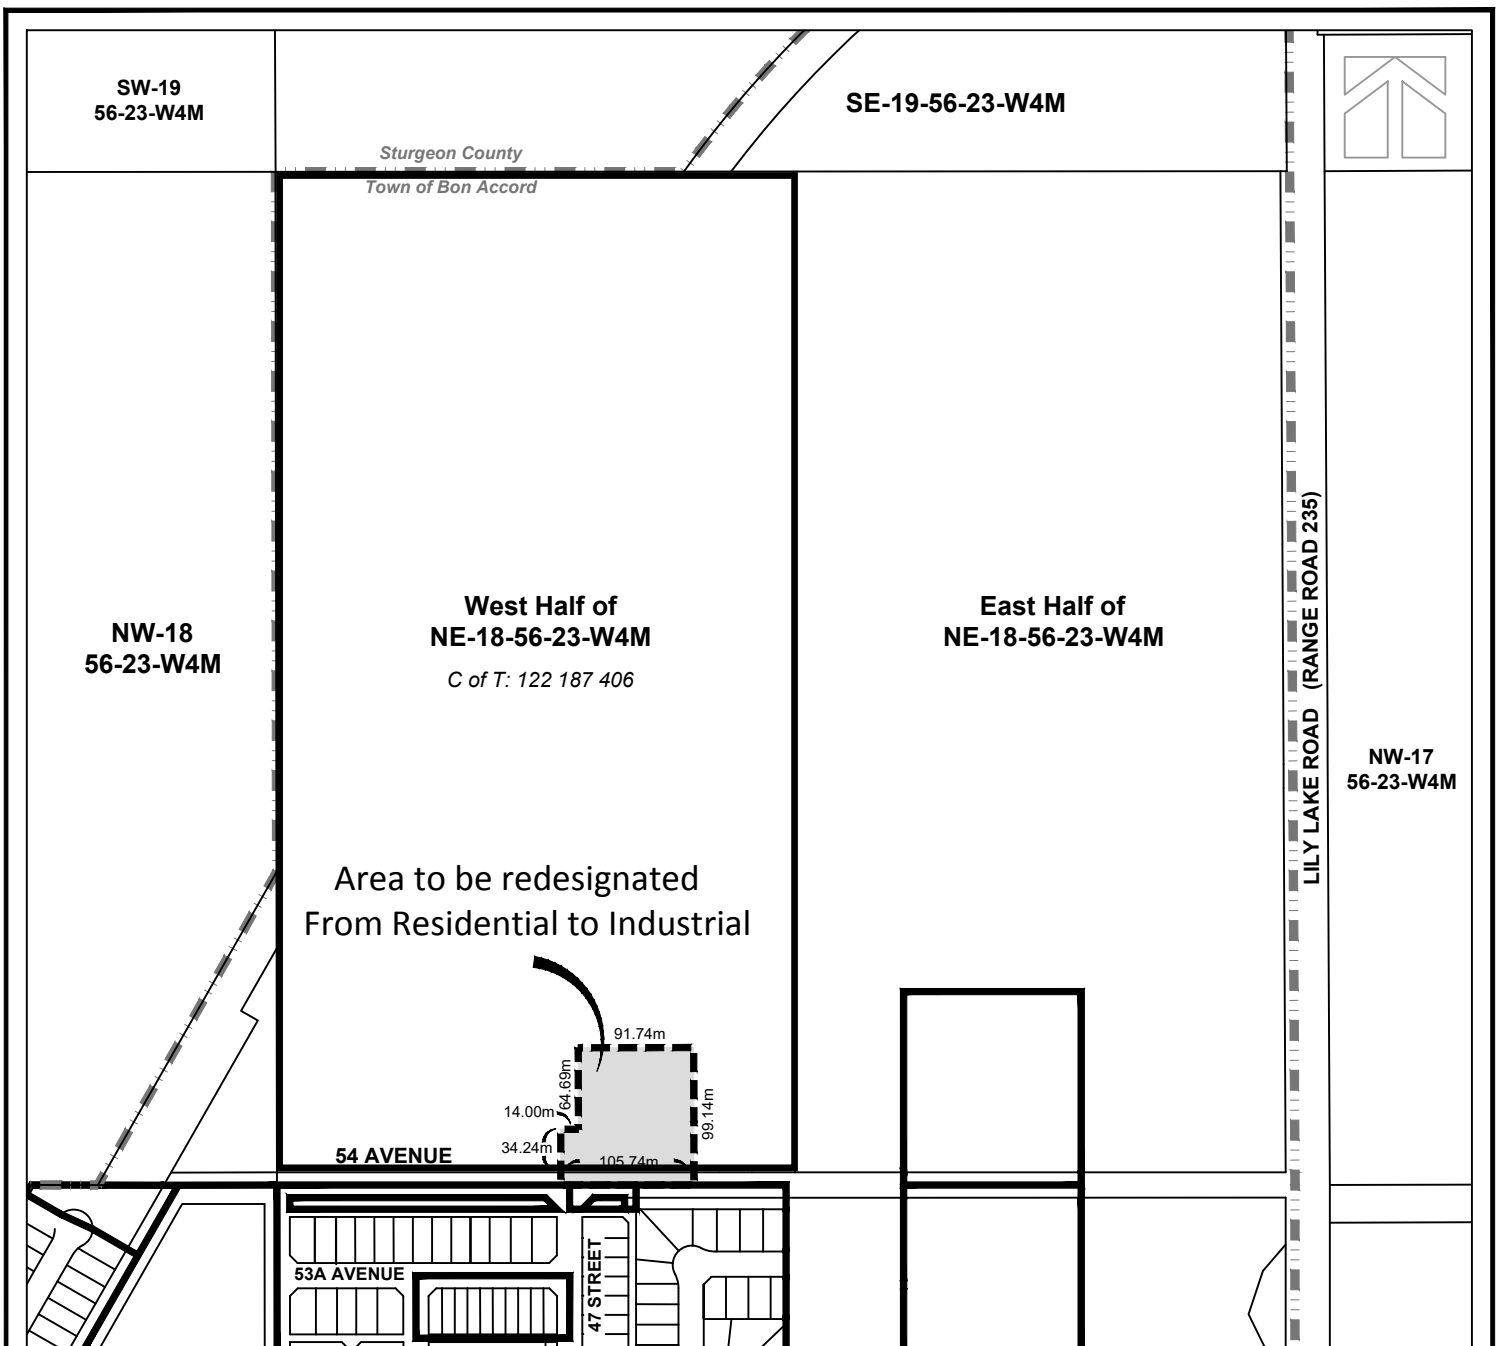 SW-19
56-23-W4M
SE-19-56-23-W4M
Sturgeon County
Town of Bon Accord
West Half of
NE-18-56-23-W4M
C of T: 122 187 406
East Half of
NE-18-56-23-W4M
NW-18
56-23-W4M
LILY LAKE ROAD (RANGE ROAD 235)
NW-17
56-23-W4M
Area to be redesignated
From Residential to Industrial
91.74m
64.69m
99.14m
14.00m
34.24m
105.74m
54 AVENUE
53A AVENUE
47 STREET